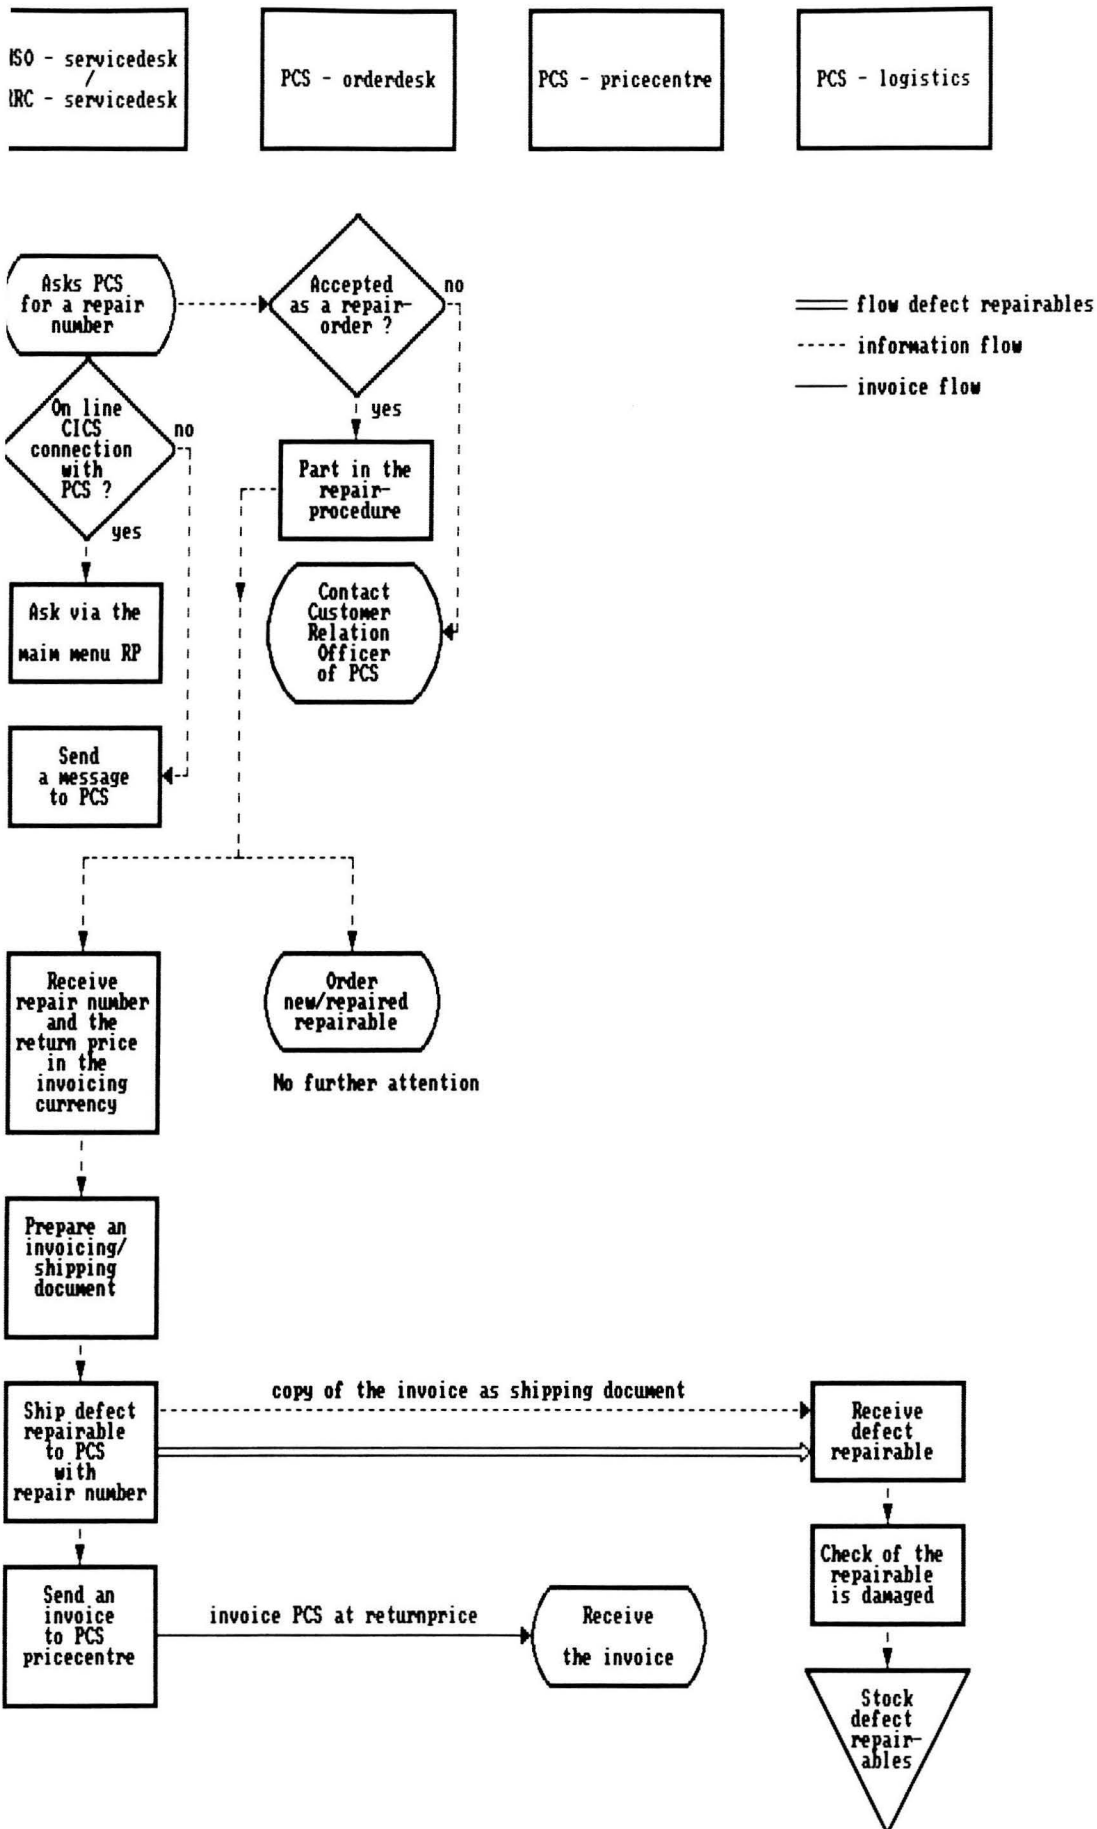 - servicedesk
/
- servicedesk
PCS - orderdesk
PCS - pricecentre
PCS - logistics
Asks PCS
for a repair
number
Accepted
as a repair-
order ?
no
yes
flow defect repairables
information flow
invoice flow
On line
CICS
connection
with
PCS ?
no
yes
Part in the
repair-
procedure
Ask via the
maim menu RP
Contact
Customer
Relation
Officer
of PCS
Send
a message
to PCS
Receive
repair number
and the
return price
in the
invoicing
currency
Order
new/repaired
repairable
No further attention
Prepare an
invoicing/
shipping
document
Ship defect
repairable
to PCS
with
repair number
copy of the invoice as shipping document
Receive
defect
repairable
Check of the
repairable
is damaged
Send an
invoice
to PCS
pricecentre
invoice PCS at returnprice
Receive
the invoice
Stock
defect
repair-
ables